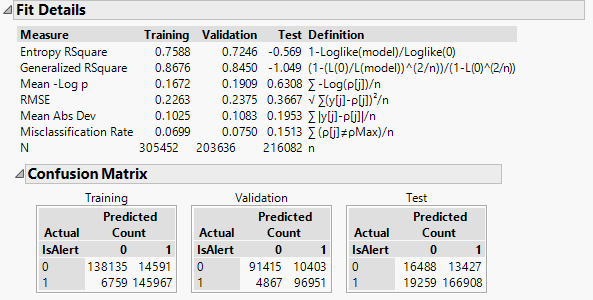 Fit Details
Measure Training Validation Test Definition
Entropy RSquare 0.7588 0.7246 -0.569 1-Loglike(model)/Loglike(0)
Generalized RSquare 0.8676 0.8450 -1.049 (1-(L(0)/L(model))^(2/n))/(1-L(0)^(2/n))
Mean -Log p 0.1672 0.1909 0.6308 ∑ -Log(ρ[j])/n
RMSE 0.2263 0.2375 0.3667 √ ∑(y[j]-ρ[j])²/n
Mean Abs Dev 0.1025 0.1083 0.1953 ∑ |y[j]-ρ[j]|/n
Misclassification Rate 0.0699 0.0750 0.1513 ∑ (ρ[j]≠ρMax)/n
N 305452 203636 216082 n
Confusion Matrix
Training Validation Test
Predicted Predicted Predicted
Actual Count Actual Count Actual Count
IsAlert 0 1 IsAlert 0 1 IsAlert 0 1
0 138135 14591 0 91415 10403 0 16488 13427
1 6759 145967 1 4867 96951 1 19259 166908